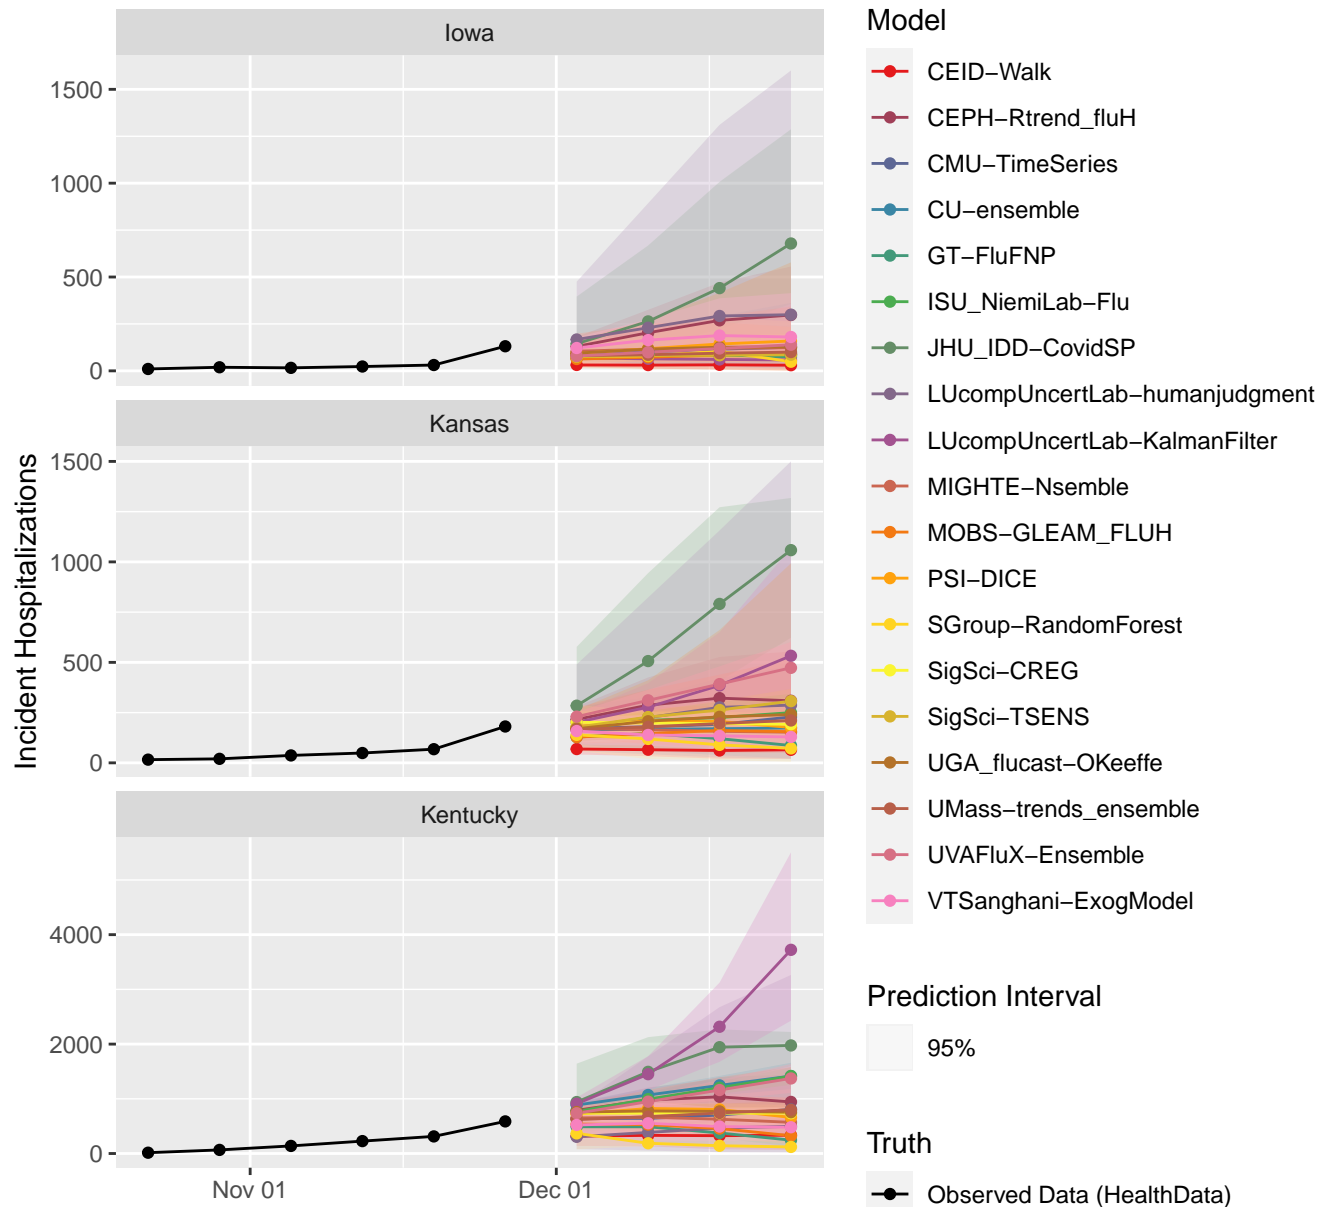 Iowa
1500
1000
500
0
Kansas
1500
1000
500
0
Kentucky
4000
2000
0
Nov 01
Dec 01
Incident Hospitalizations
Model
CEID−Walk
CEPH−Rtrend_fluH
CMU−TimeSeries
CU−ensemble
GT−FluFNP
ISU_NiemiLab−Flu
JHU_IDD−CovidSP
LUcompUncertLab−humanjudgment
LUcompUncertLab−KalmanFilter
MIGHTE−Nsemble
MOBS−GLEAM_FLUH
PSI−DICE
SGroup−RandomForest
SigSci−CREG
SigSci−TSENS
UGA_flucast−OKeeffe
UMass−trends_ensemble
UVAFluX−Ensemble
VTSanghani−ExogModel
Prediction Interval
95%
Truth
Observed Data (HealthData)